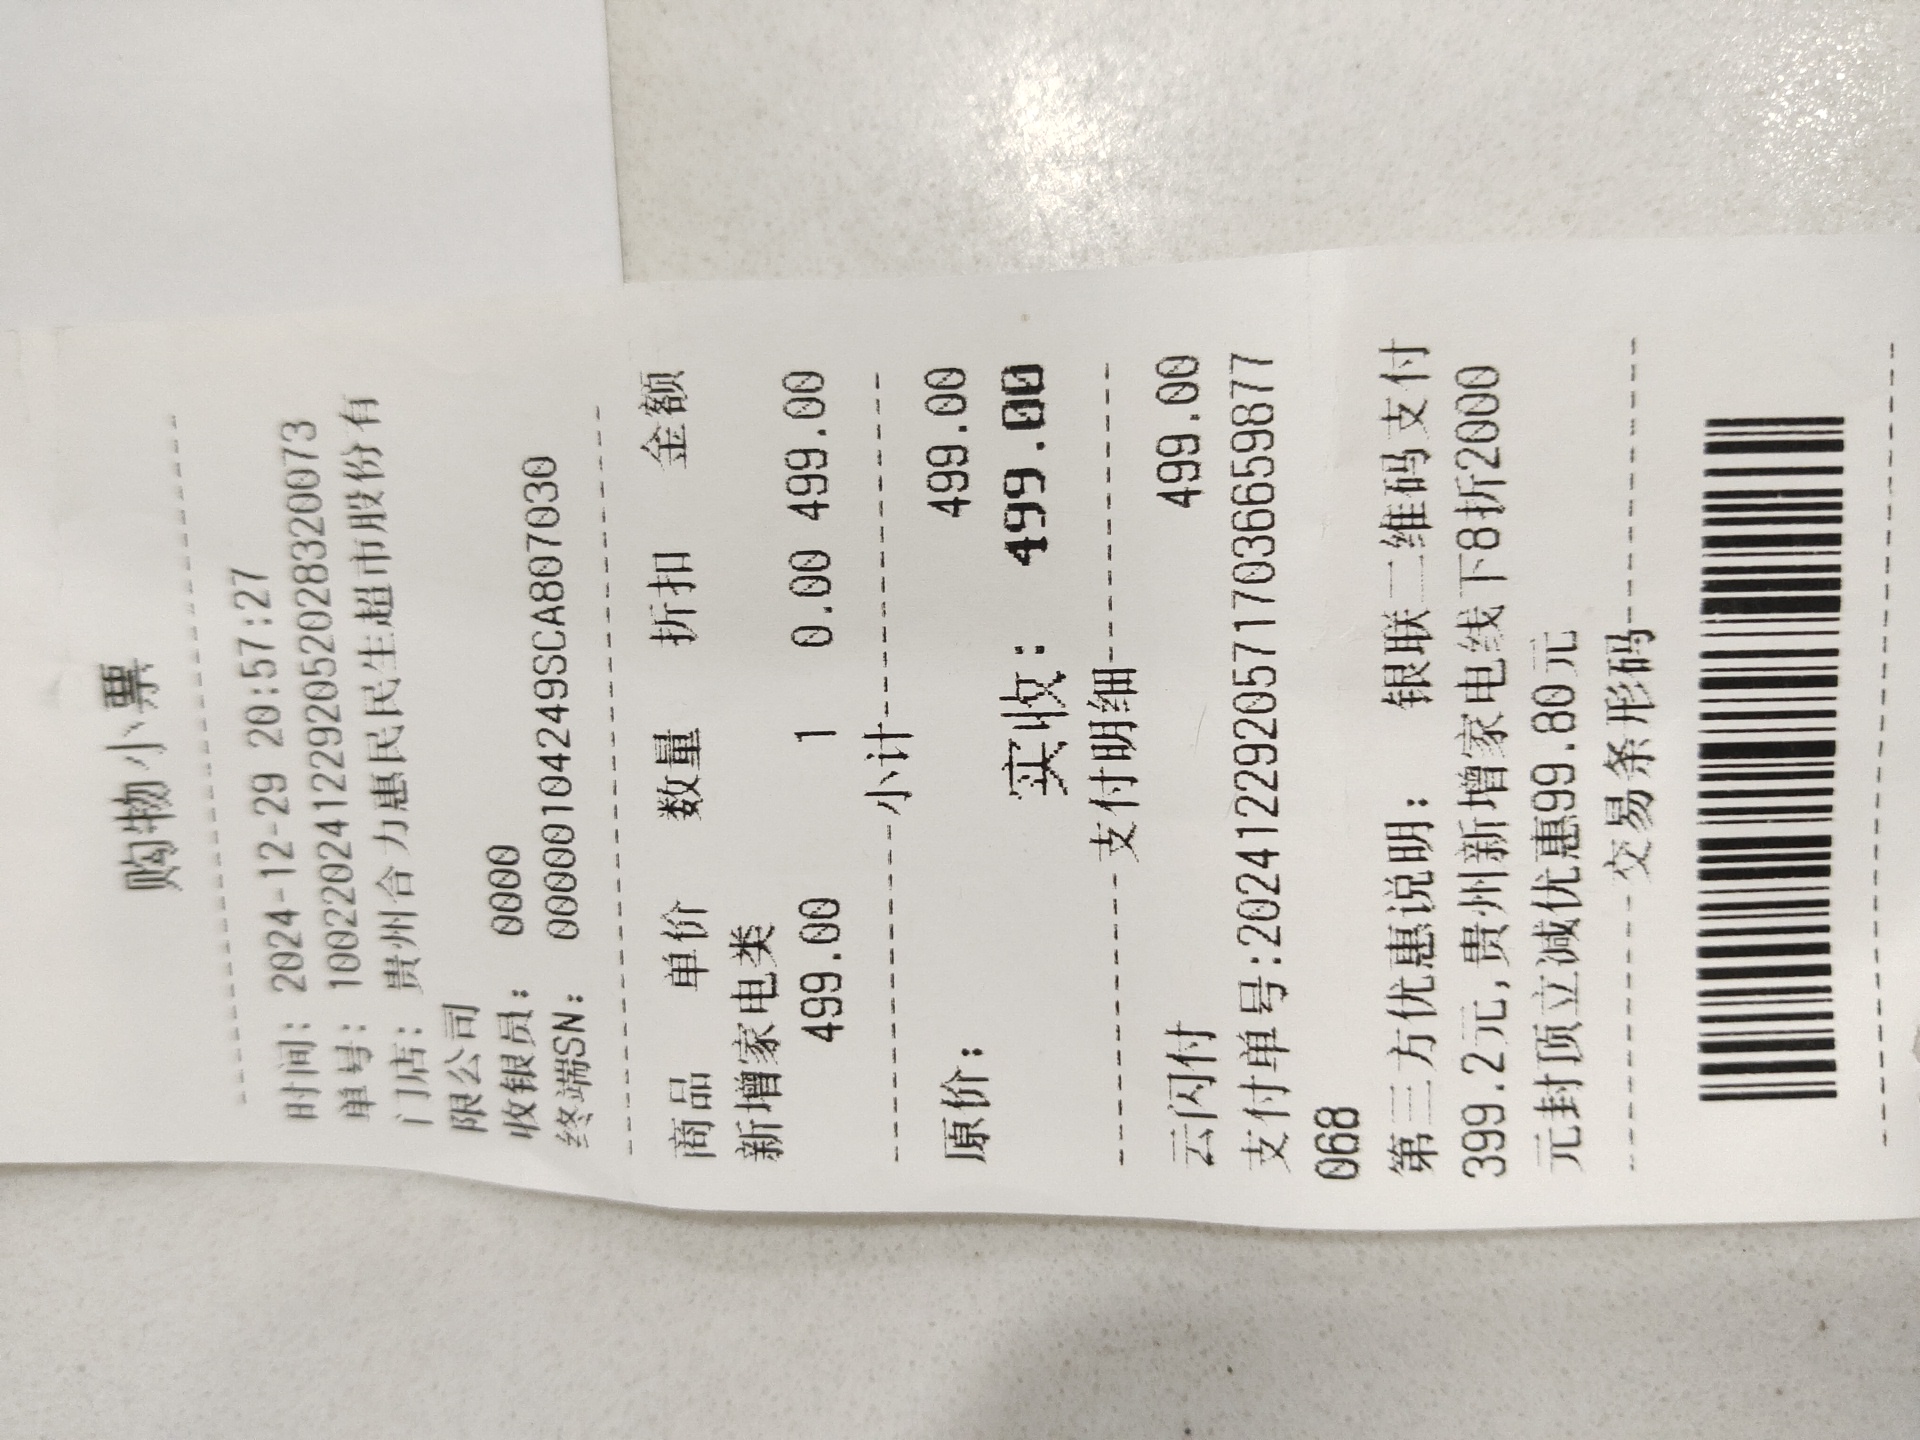 购物小票
时间: 2024-12-29 20:57:27
单号: 100220241229205202832​0073
门店: 贵州合力惠民民生超市股份有
限公司
收银员: 0000
终端SN: 00000104249SCA807030
商品 单价 数量 折扣 金额
新增家电类
499.00 1 0.00 499.00
小计
原价: 499.00
实收: 499.00
支付明细
云闪付 499.00
支付单号:20241229205717036659877
068
第三方优惠说明: 银联二维码支付
399.2元,贵州新增家电线下8折2000
元封顶立减优惠99.80元
交易条形码